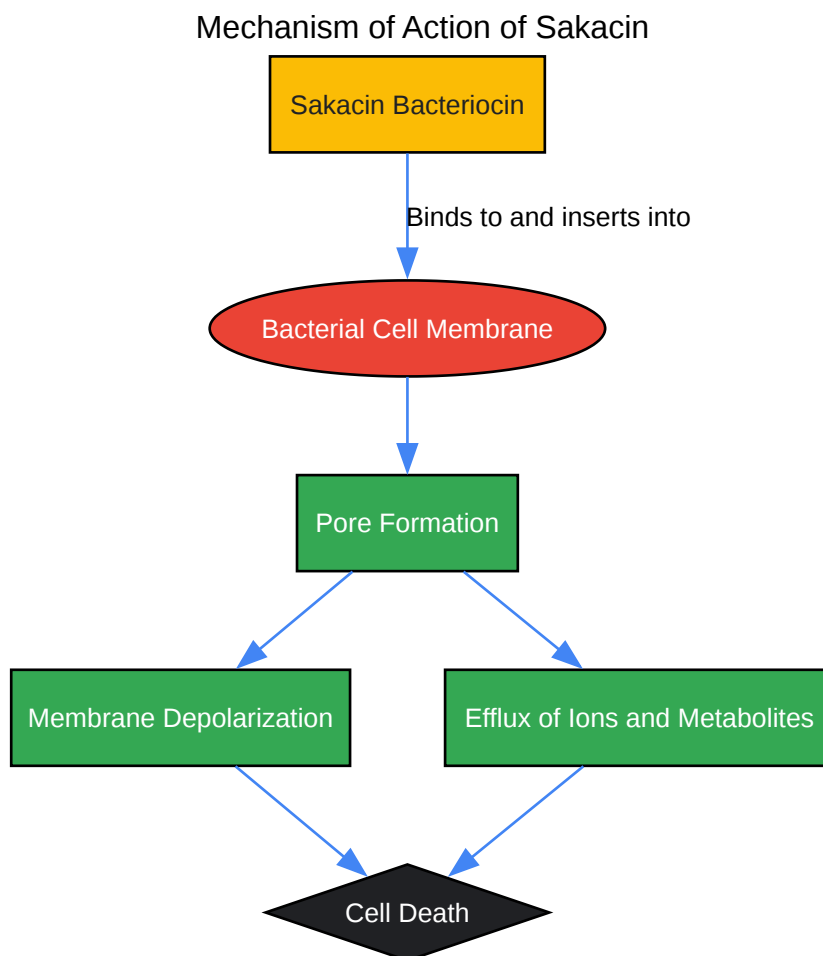 Mechanism of Action of Sakacin
Sakacin Bacteriocin
Binds to and inserts into
Bacterial Cell Membrane
Pore Formation
Membrane Depolarization
Efflux of Ions and Metabolites
Cell Death